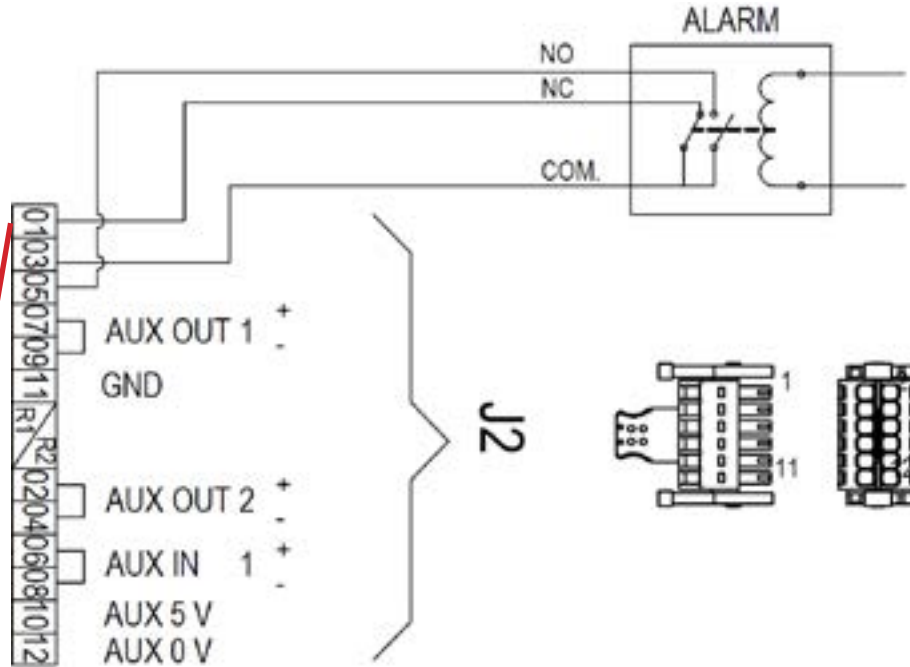 ALARM
NO
NC
COM.
01
03
05
07
09
11
R1
R2
02
04
06
08
10
12
AUX OUT 1 + -
GND
AUX OUT 2 + -
AUX IN 1 + -
AUX 5 V
AUX 0 V
J2
1
11